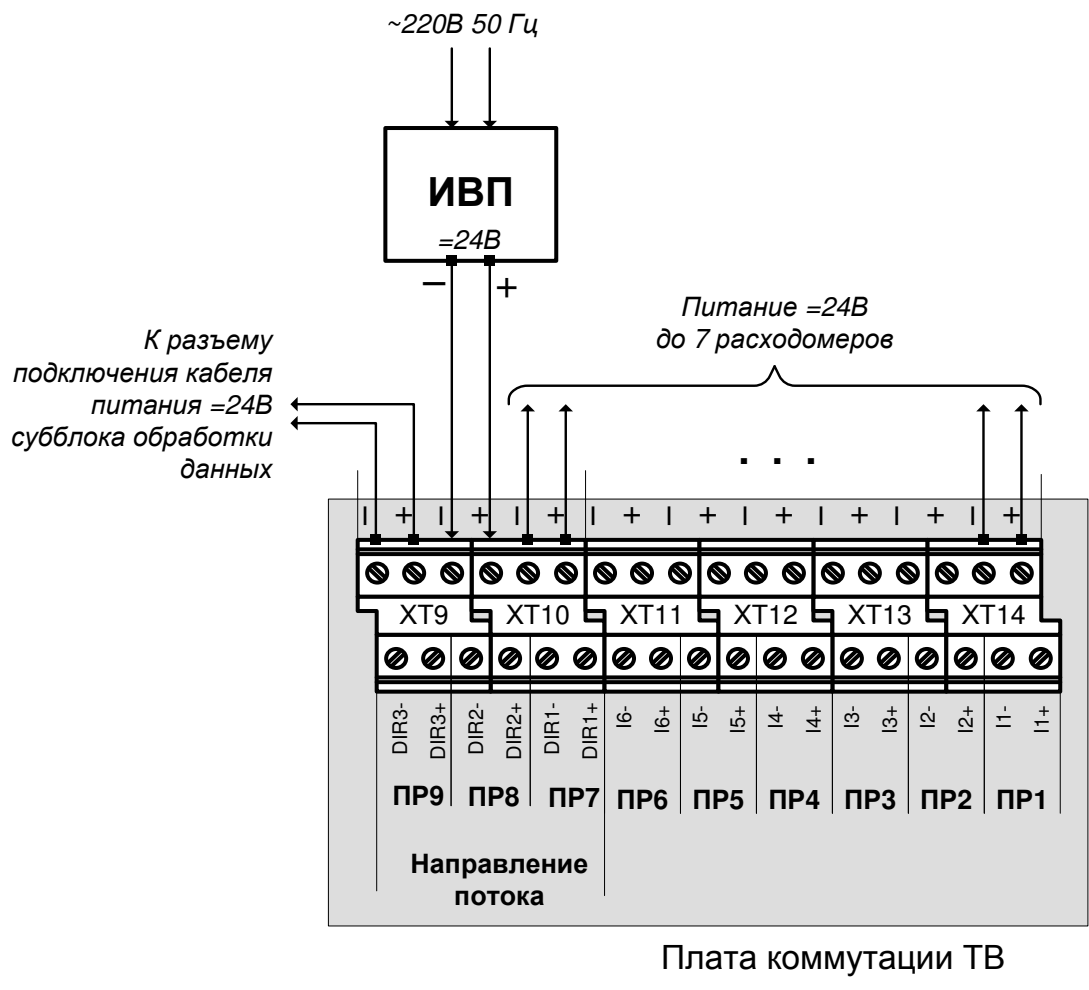 ~220В 50 Гц
ИВП
=24В
− +
Питание =24В
до 7 расходомеров
К разъему
подключения кабеля
питания =24В
субблока обработки
данных
. . .
− + − + − + − + − + − + − + − + − +
XT9 XT10 XT11 XT12 XT13 XT14
DIR3- DIR3+ DIR2- DIR2+ DIR1- DIR1+ I6- I6+ I5- I5+ I4- I4+ I3- I3+ I2- I2+ I1- I1+
ПР9 ПР8 ПР7 ПР6 ПР5 ПР4 ПР3 ПР2 ПР1
Направление
потока
Плата коммутации ТВ